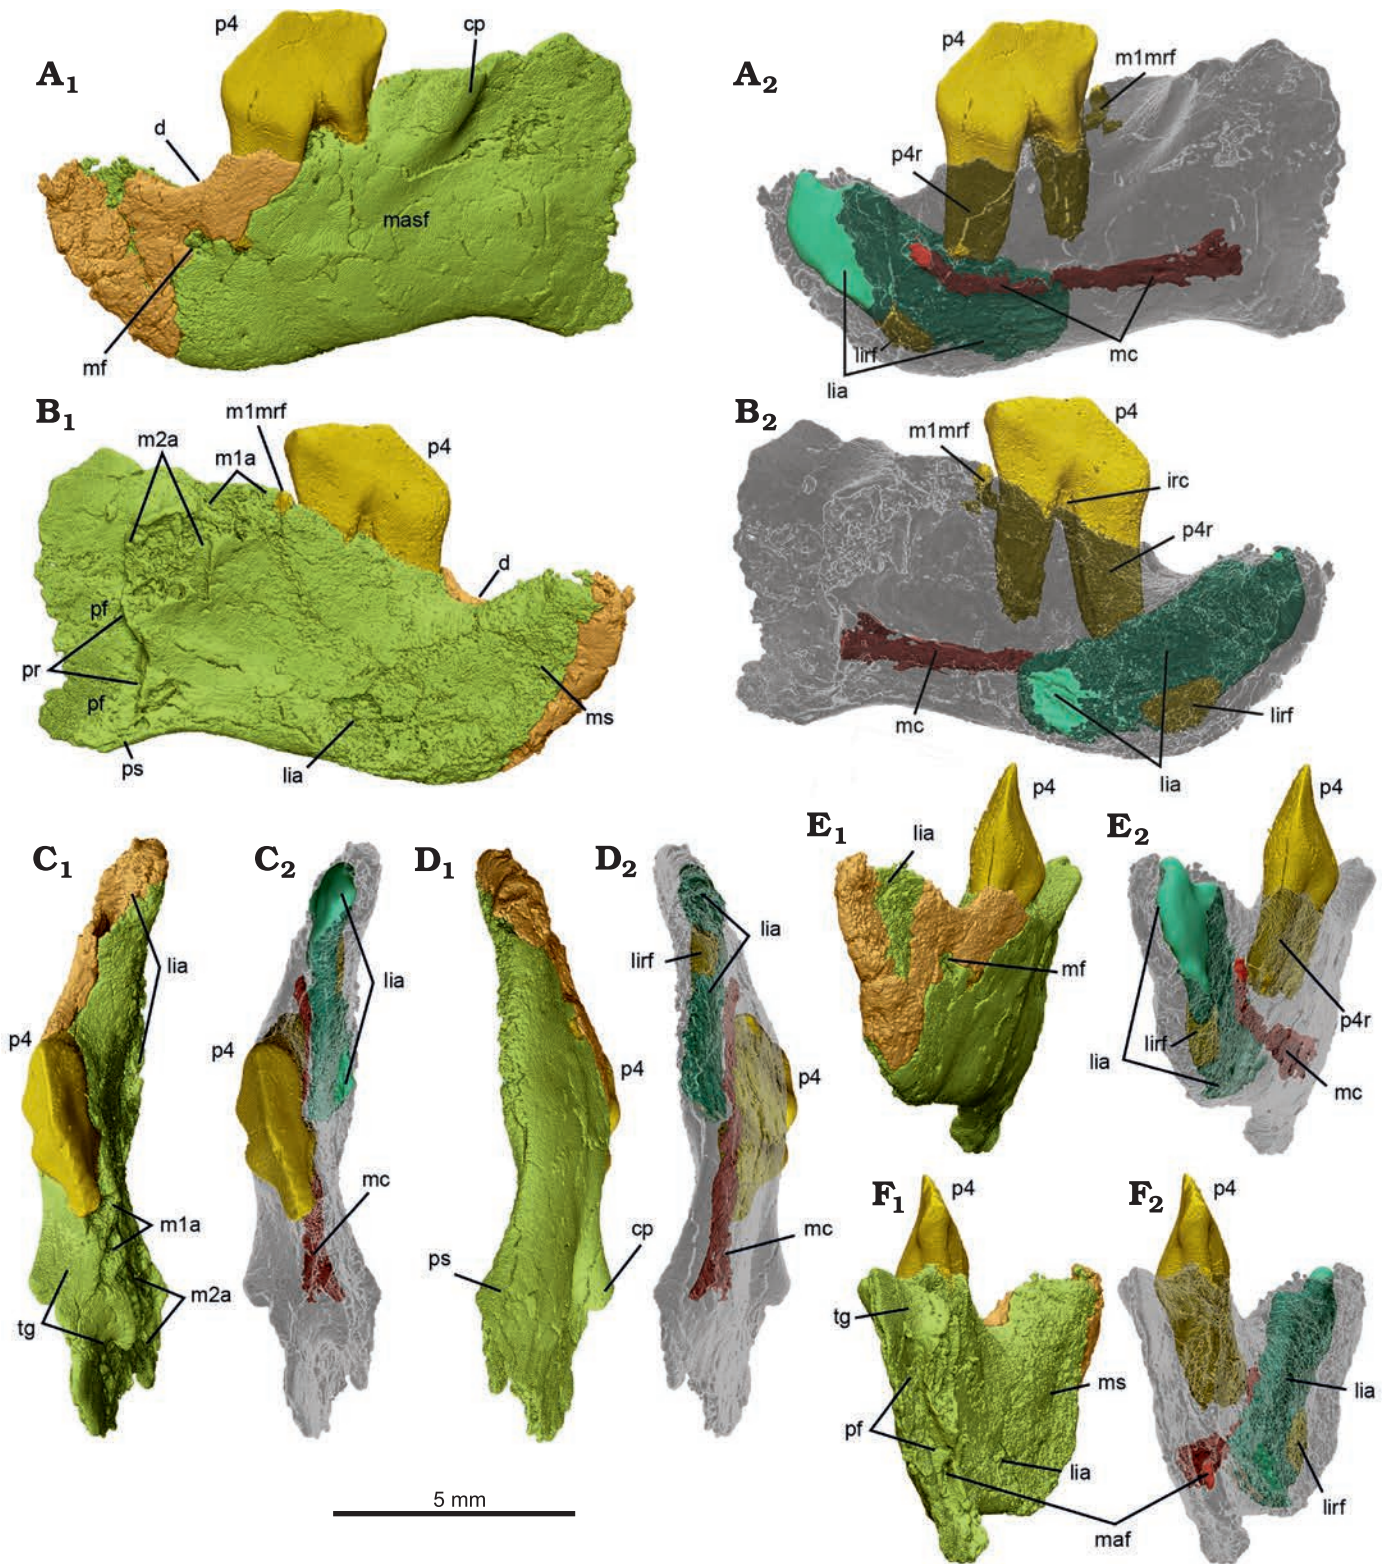 A1
p4
cp
d
masf
mf
A2
p4
m1mrf
p4r
lirf
lia
mc
B1
m2a
m1a
m1mrf
p4
d
pf
pr
pf
ps
lia
ms
B2
m1mrf
p4
irc
p4r
mc
lirf
lia
C1
lia
p4
m1a
m2a
tg
C2
lia
p4
mc
D1
p4
ps
cp
D2
lia
lirf
p4
mc
E1
lia
p4
mf
E2
p4
p4r
lirf
lia
mc
F1
p4
tg
ms
pf
lia
maf
F2
p4
lia
lirf
5 mm